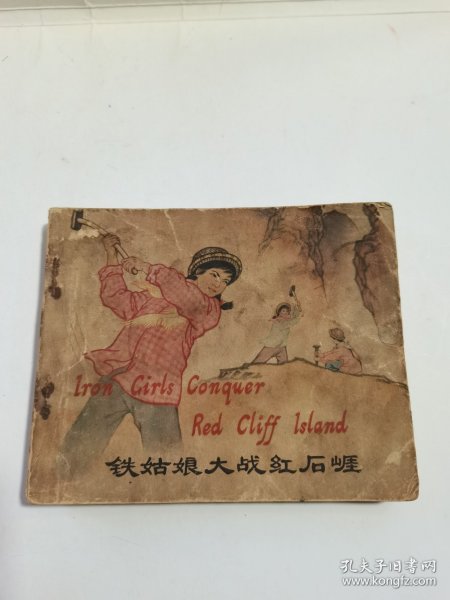 Iron Girls Conquer
Red Cliff Island
铁姑娘大战红石崕
孔夫子旧书网
www.kongfz.com